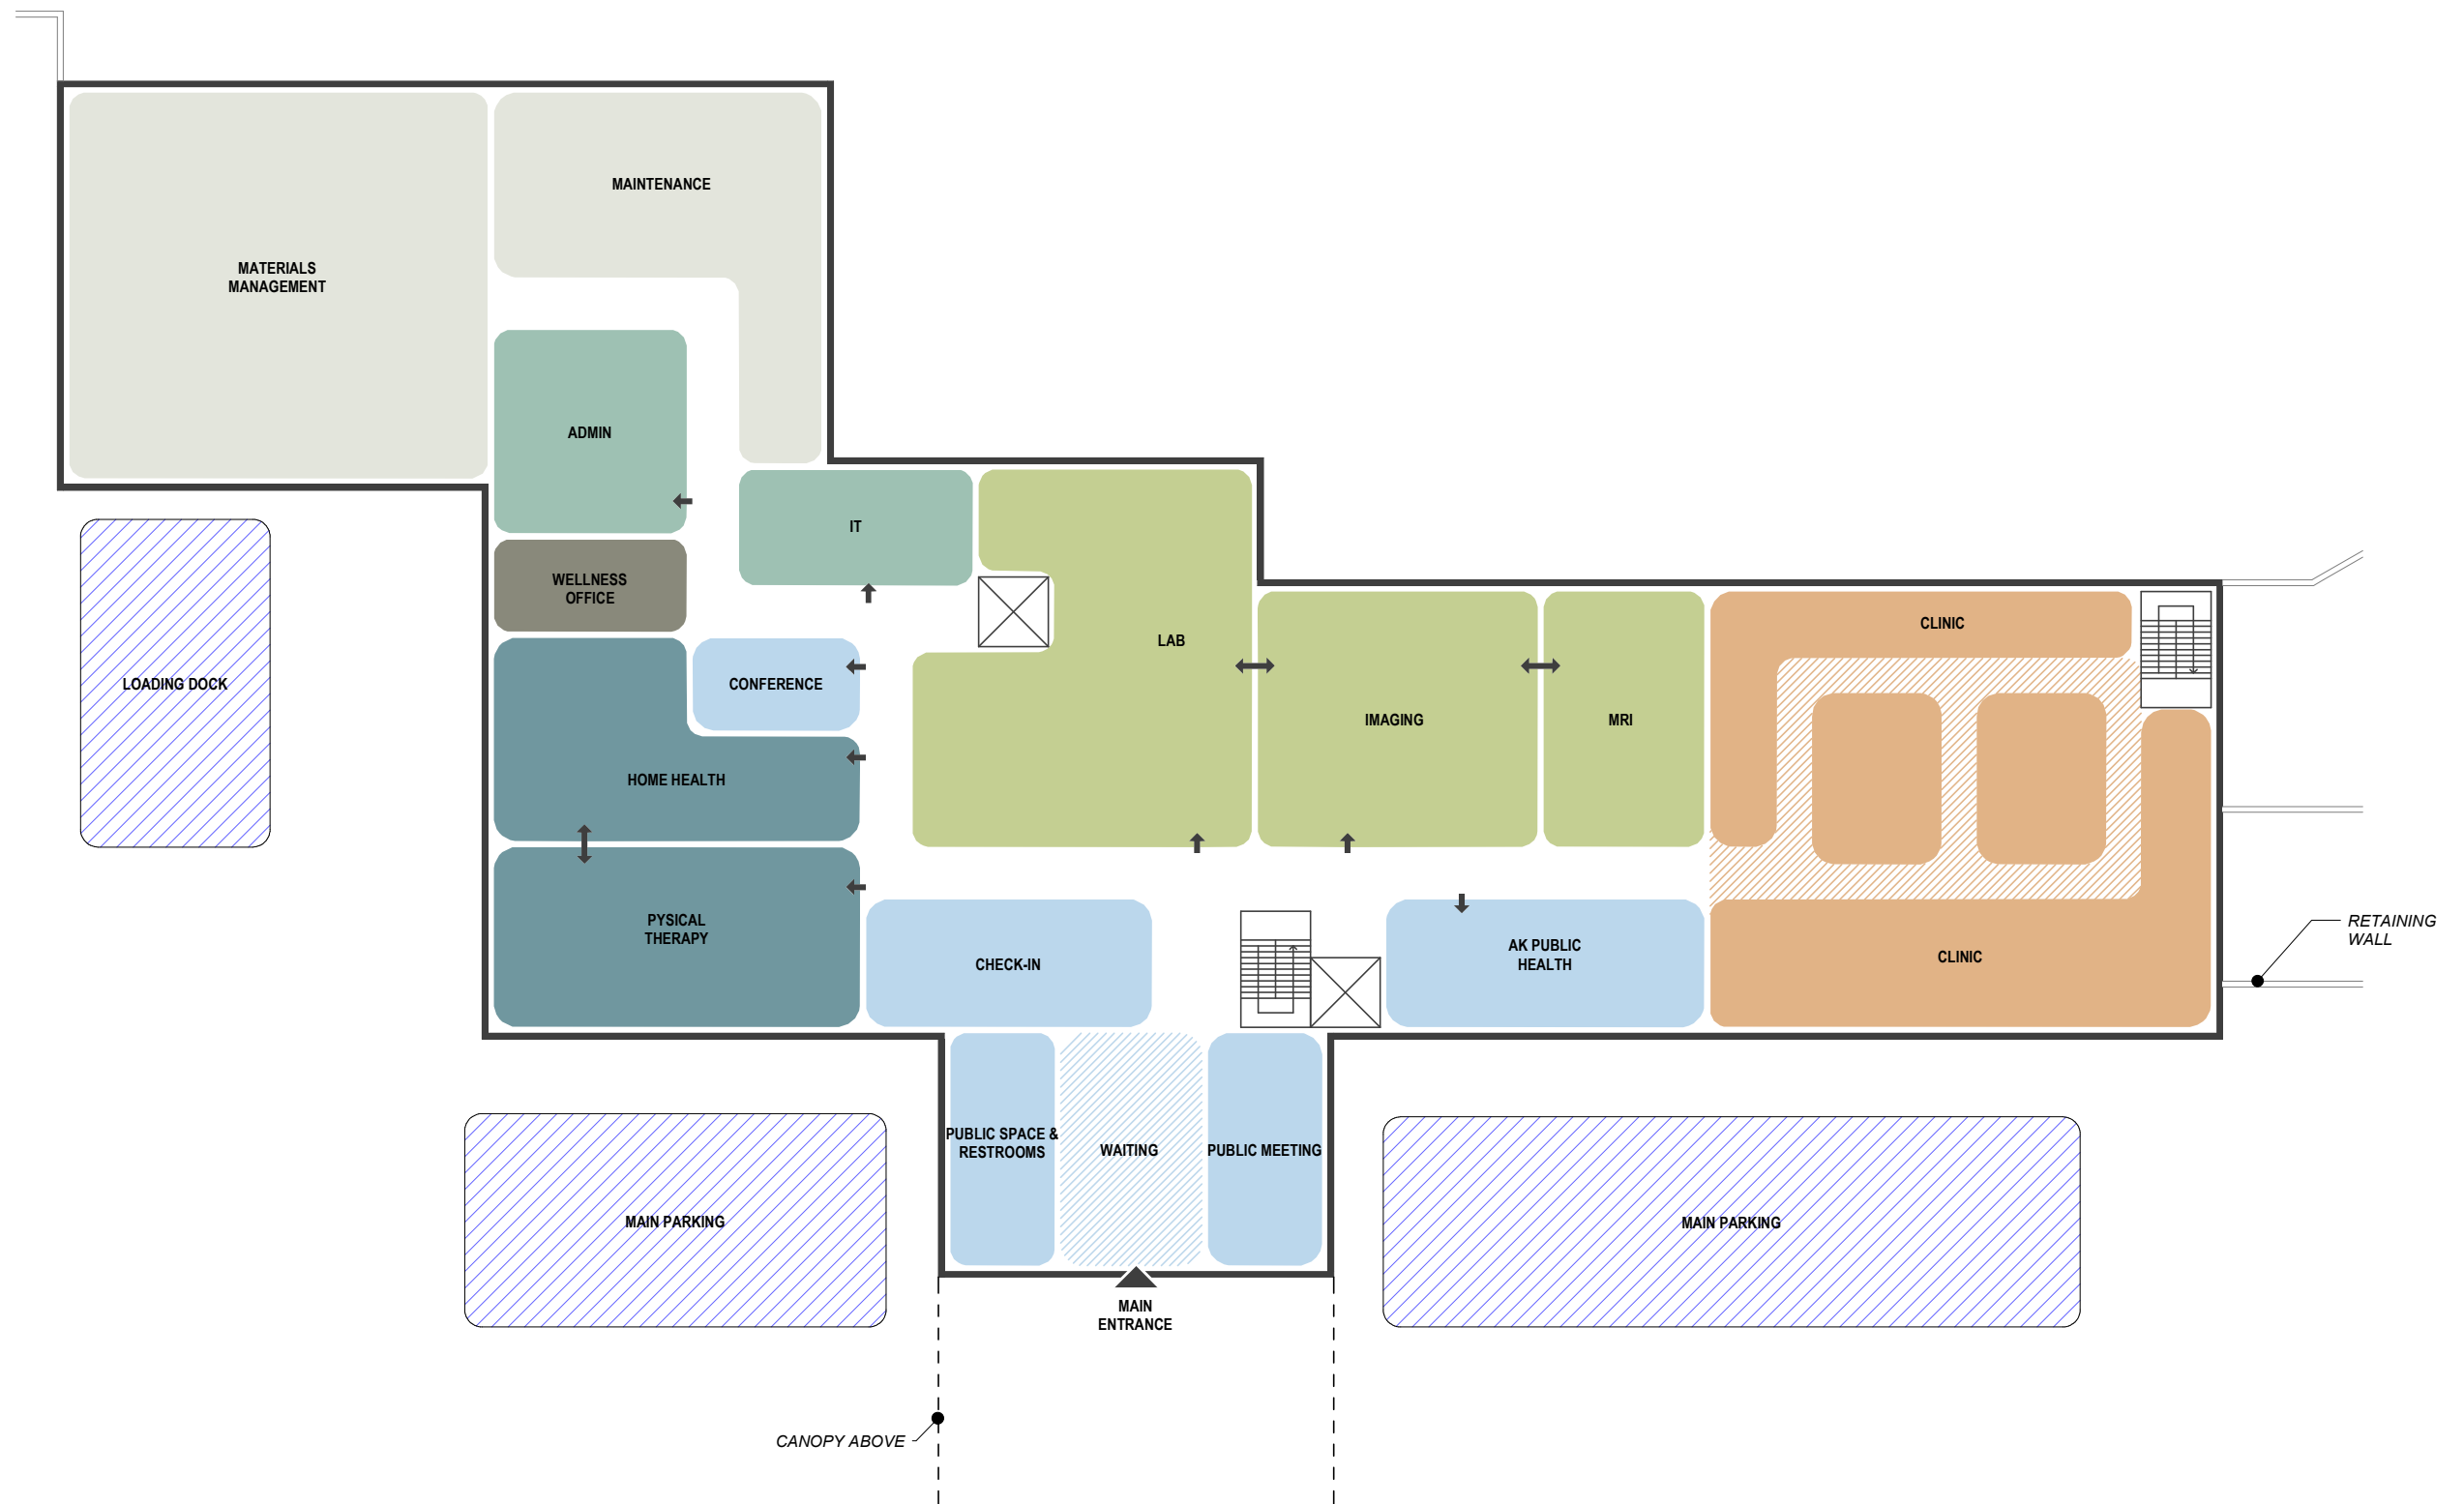 MAINTENANCE
MATERIALS
MANAGEMENT
ADMIN
IT
WELLNESS
OFFICE
CLINIC
LAB
LOADING DOCK
CONFERENCE
IMAGING
MRI
HOME HEALTH
PYSICAL
THERAPY
CHECK-IN
AK PUBLIC
HEALTH
CLINIC
RETAINING
WALL
PUBLIC SPACE &
RESTROOMS
WAITING
PUBLIC MEETING
MAIN PARKING
MAIN PARKING
MAIN
ENTRANCE
CANOPY ABOVE